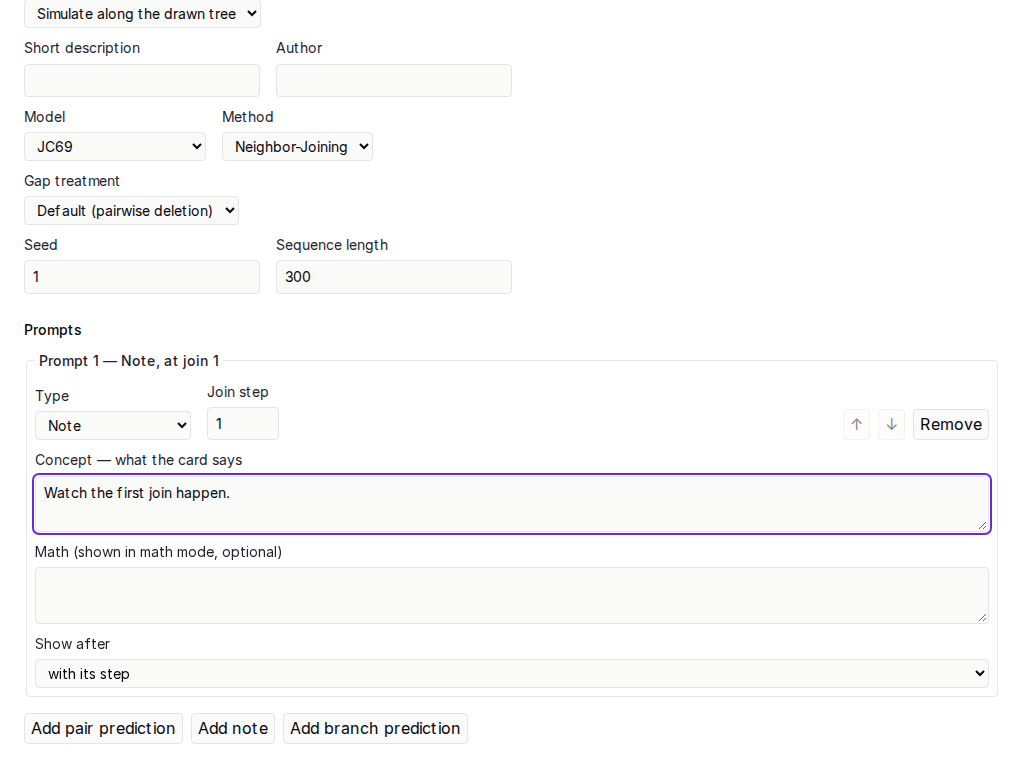 Simulate along the drawn tree
Short description Author
Model Method
JC69 Neighbor-Joining
Gap treatment
Default (pairwise deletion)
Seed Sequence length
1 300
Prompts
Prompt 1 — Note, at join 1
Type Join step
Note 1 ↑ ↓ Remove
Concept — what the card says
Watch the first join happen.
Math (shown in math mode, optional)
Show after
with its step
Add pair prediction Add note Add branch prediction